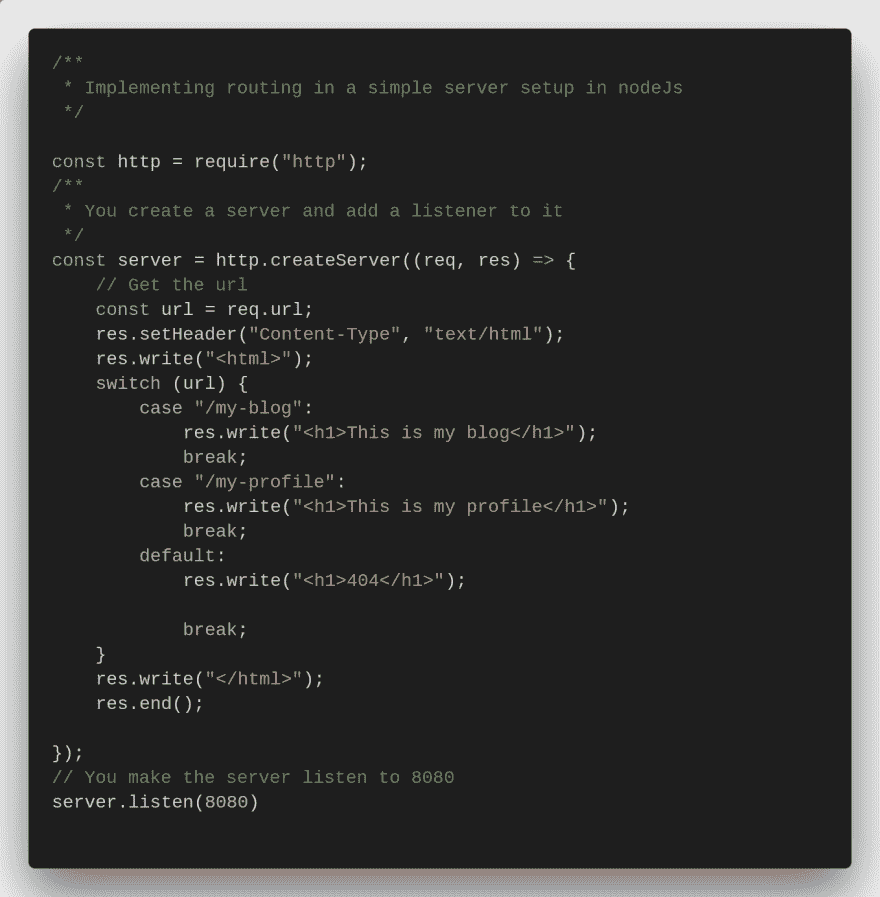 /**
 * Implementing routing in a simple server setup in nodeJs
 */
const http = require("http");
/**
 * You create a server and add a listener to it
 */
const server = http.createServer((req, res) => {
    // Get the url
    const url = req.url;
    res.setHeader("Content-Type", "text/html");
    res.write("<html>");
    switch (url) {
        case "/my-blog":
            res.write("<h1>This is my blog</h1>");
            break;
        case "/my-profile":
            res.write("<h1>This is my profile</h1>");
            break;
        default:
            res.write("<h1>404</h1>");
            break;
    }
    res.write("</html>");
    res.end();
});
// You make the server listen to 8080
server.listen(8080)